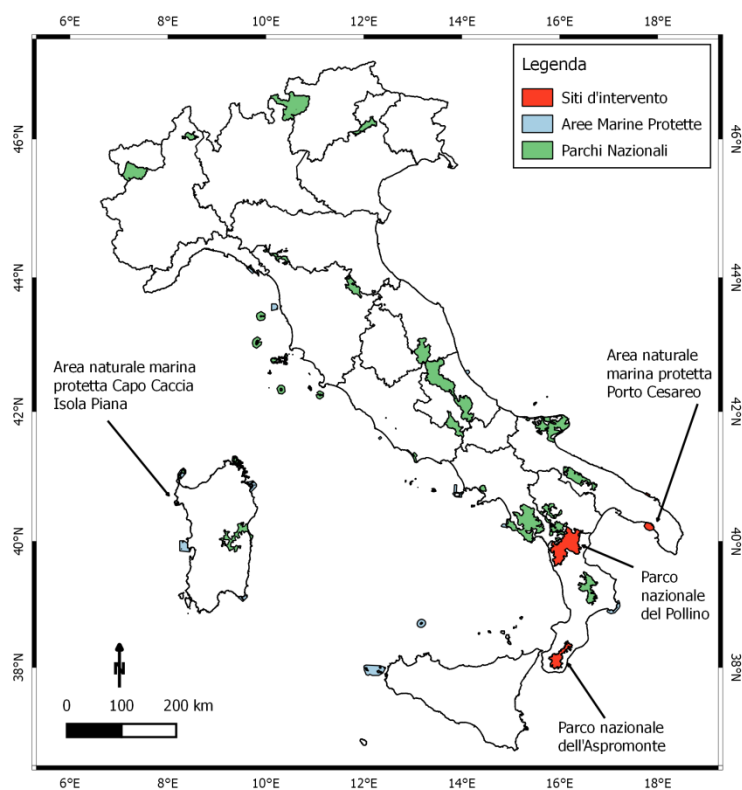 6°E 8°E 10°E 12°E 14°E 16°E 18°E
Legenda
Siti d'intervento
Aree Marine Protette
Parchi Nazionali
46°N 46°N
44°N 44°N
Area naturale marina
protetta Capo Caccia
Isola Piana
Area naturale
marina protetta
Porto Cesareo
42°N 42°N
40°N 40°N
Parco
nazionale
del Pollino
38°N 38°N
N
0 100 200 km
Parco nazionale
dell'Aspromonte
6°E 8°E 10°E 12°E 14°E 16°E 18°E